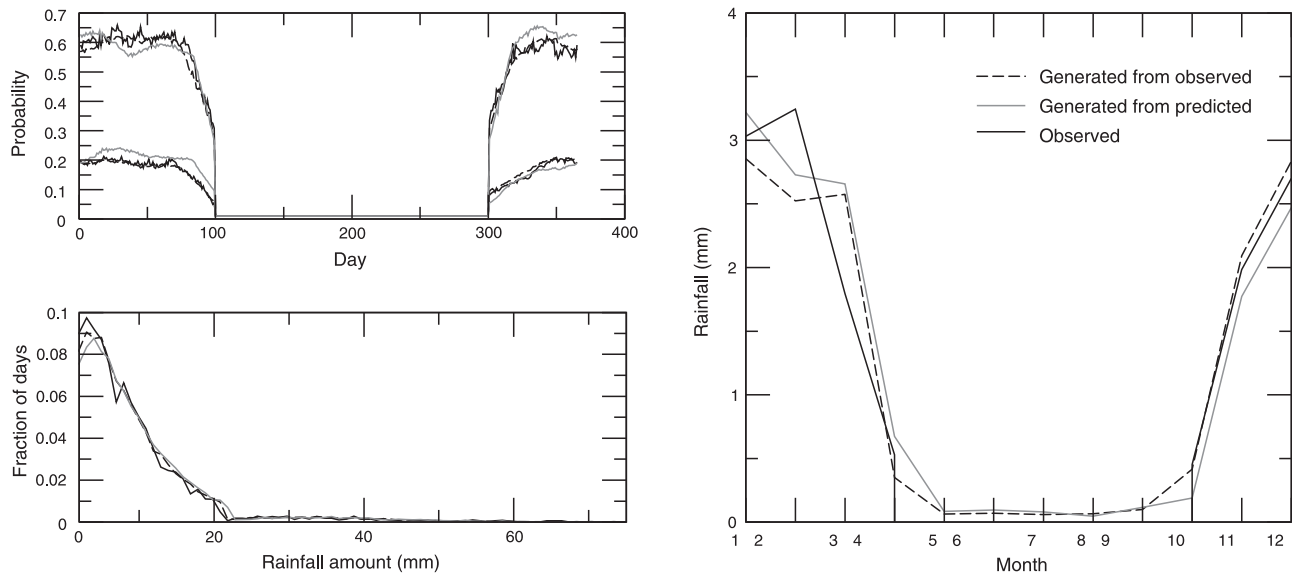 0.7
0.6
0.5
0.4
0.3
0.2
0.1
0
Probability
0 100 200 300 400
Day
0.1
0.08
0.06
0.04
0.02
0
Fraction of days
0 20 40 60
Rainfall amount (mm)
4
3
2
1
0
Rainfall (mm)
Generated from observed
Generated from predicted
Observed
1 2 3 4 5 6 7 8 9 10 11 12
Month